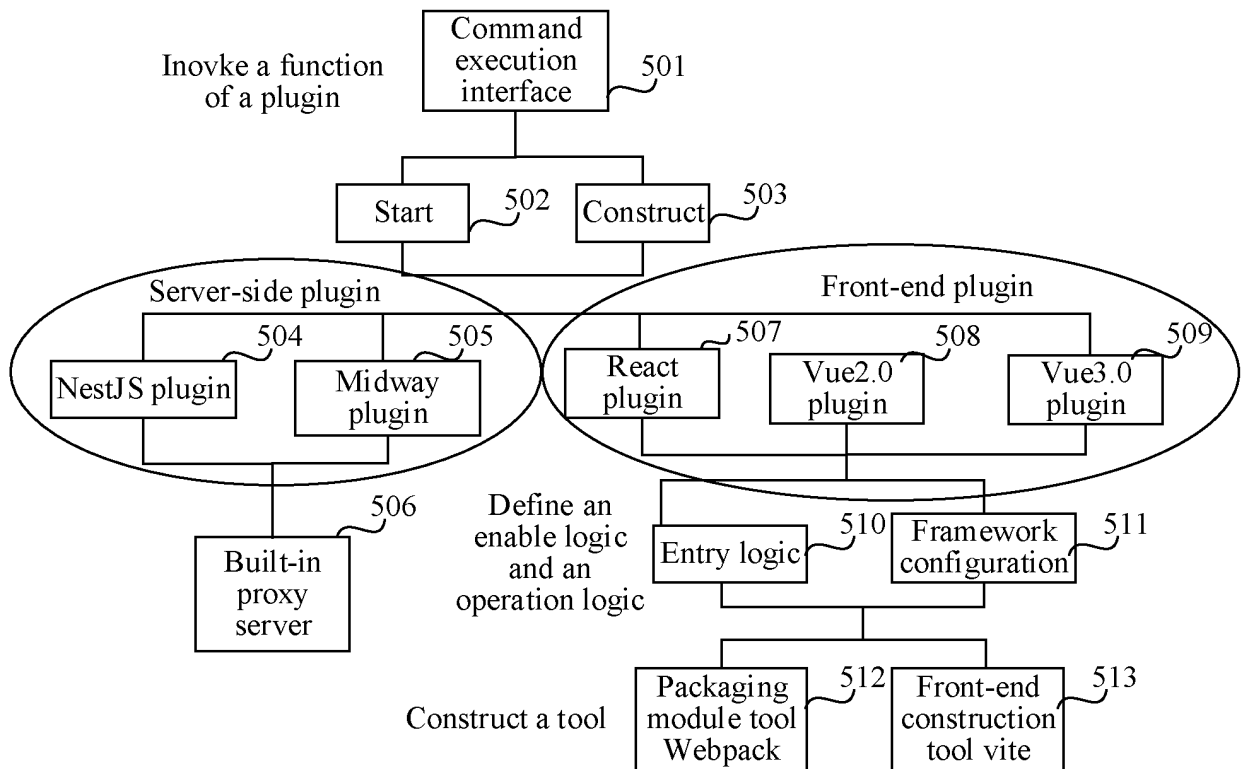 Command
execution
interface
501
Inovke a function
of a plugin
Start
502
Construct
503
Server-side plugin
Front-end plugin
NestJS plugin
504
Midway
plugin
505
React
plugin
507
Vue2.0
plugin
508
Vue3.0
plugin
509
Built-in
proxy
server
506
Define an
enable logic
and an
operation logic
Entry logic
510
Framework
configuration
511
Construct a tool
Packaging
module tool
Webpack
512
Front-end
construction
tool vite
513